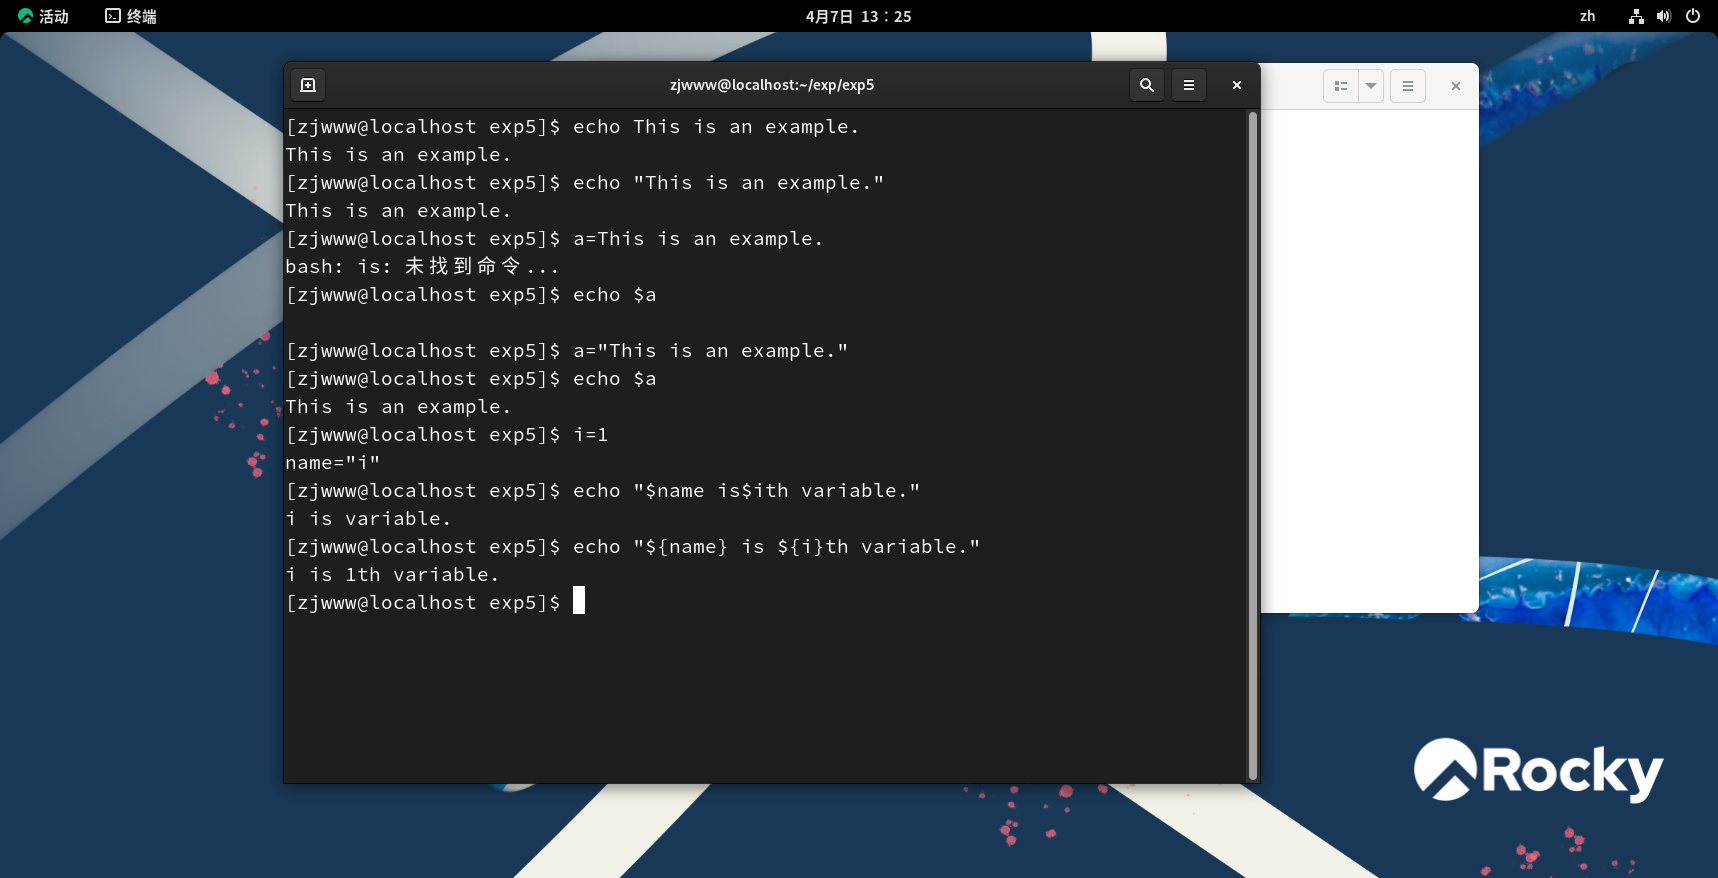 活动 终端 4月7日 13：25 zh
zjwww@localhost:~/exp/exp5
[zjwww@localhost exp5]$ echo This is an example.
This is an example.
[zjwww@localhost exp5]$ echo "This is an example."
This is an example.
[zjwww@localhost exp5]$ a=This is an example.
bash: is: 未找到命令...
[zjwww@localhost exp5]$ echo $a
[zjwww@localhost exp5]$ a="This is an example."
[zjwww@localhost exp5]$ echo $a
This is an example.
[zjwww@localhost exp5]$ i=1
name="i"
[zjwww@localhost exp5]$ echo "$name is$ith variable."
i is variable.
[zjwww@localhost exp5]$ echo "${name} is ${i}th variable."
i is 1th variable.
[zjwww@localhost exp5]$
Rocky